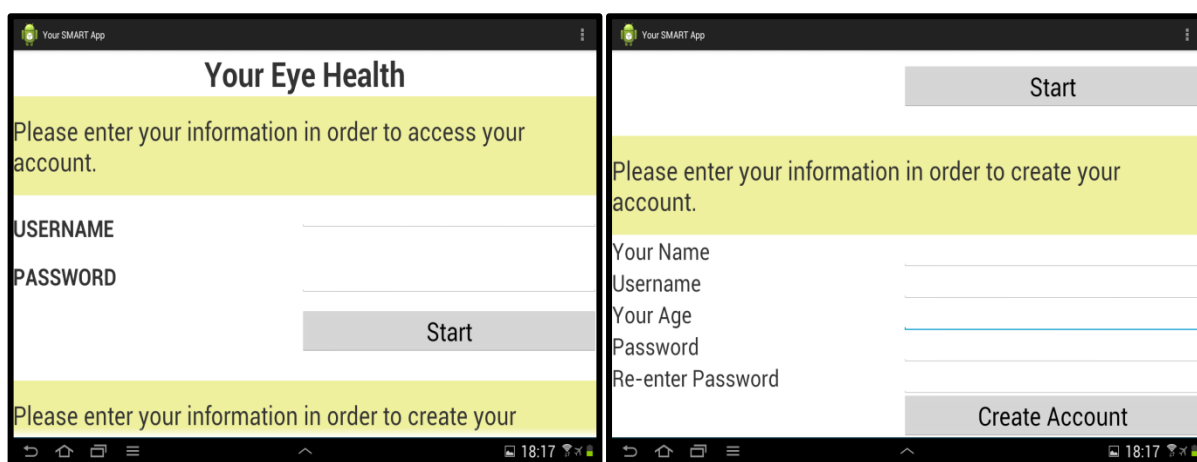 Your SMART App
Your Eye Health
Please enter your information in order to access your
account.
USERNAME
PASSWORD
Start
Please enter your information in order to create your
18:17
Your SMART App
Start
Please enter your information in order to create your
account.
Your Name
Username
Your Age
Password
Re-enter Password
Create Account
18:17